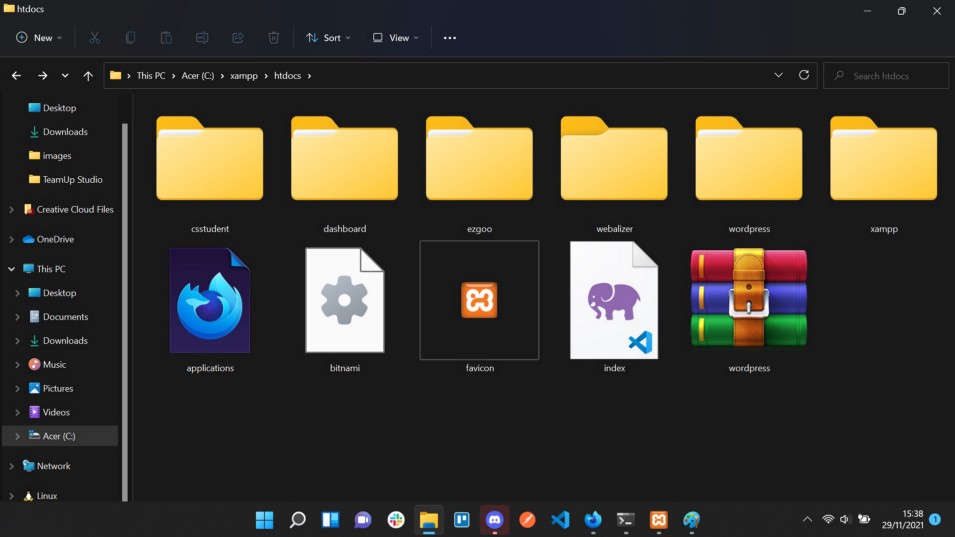 htdocs
New
Sort
View
This PC > Acer (C:) > xampp > htdocs >
Search htdocs
Desktop
Downloads
images
TeamUp Studio
Creative Cloud Files
OneDrive
This PC
Desktop
Documents
Downloads
Music
Pictures
Videos
Acer (C:)
Network
Linux
csstudent
dashboard
ezgoo
webalizer
wordpress
xampp
applications
bitnami
favicon
index
wordpress
15:38
29/11/2021
1